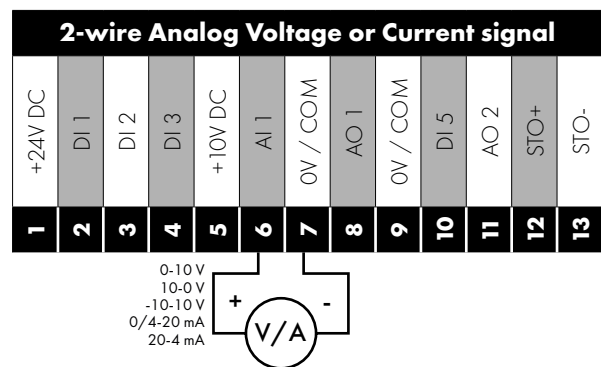 2-wire Analog Voltage or Current signal
+24V DC
DI 1
DI 2
DI 3
+10V DC
AI 1
0V / COM
AO 1
0V / COM
DI 5
AO 2
STO+
STO-
1 2 3 4 5 6 7 8 9 10 11 12 13
0-10 V
10-0 V
-10-10 V
0/4-20 mA
20-4 mA
+ -
V/A